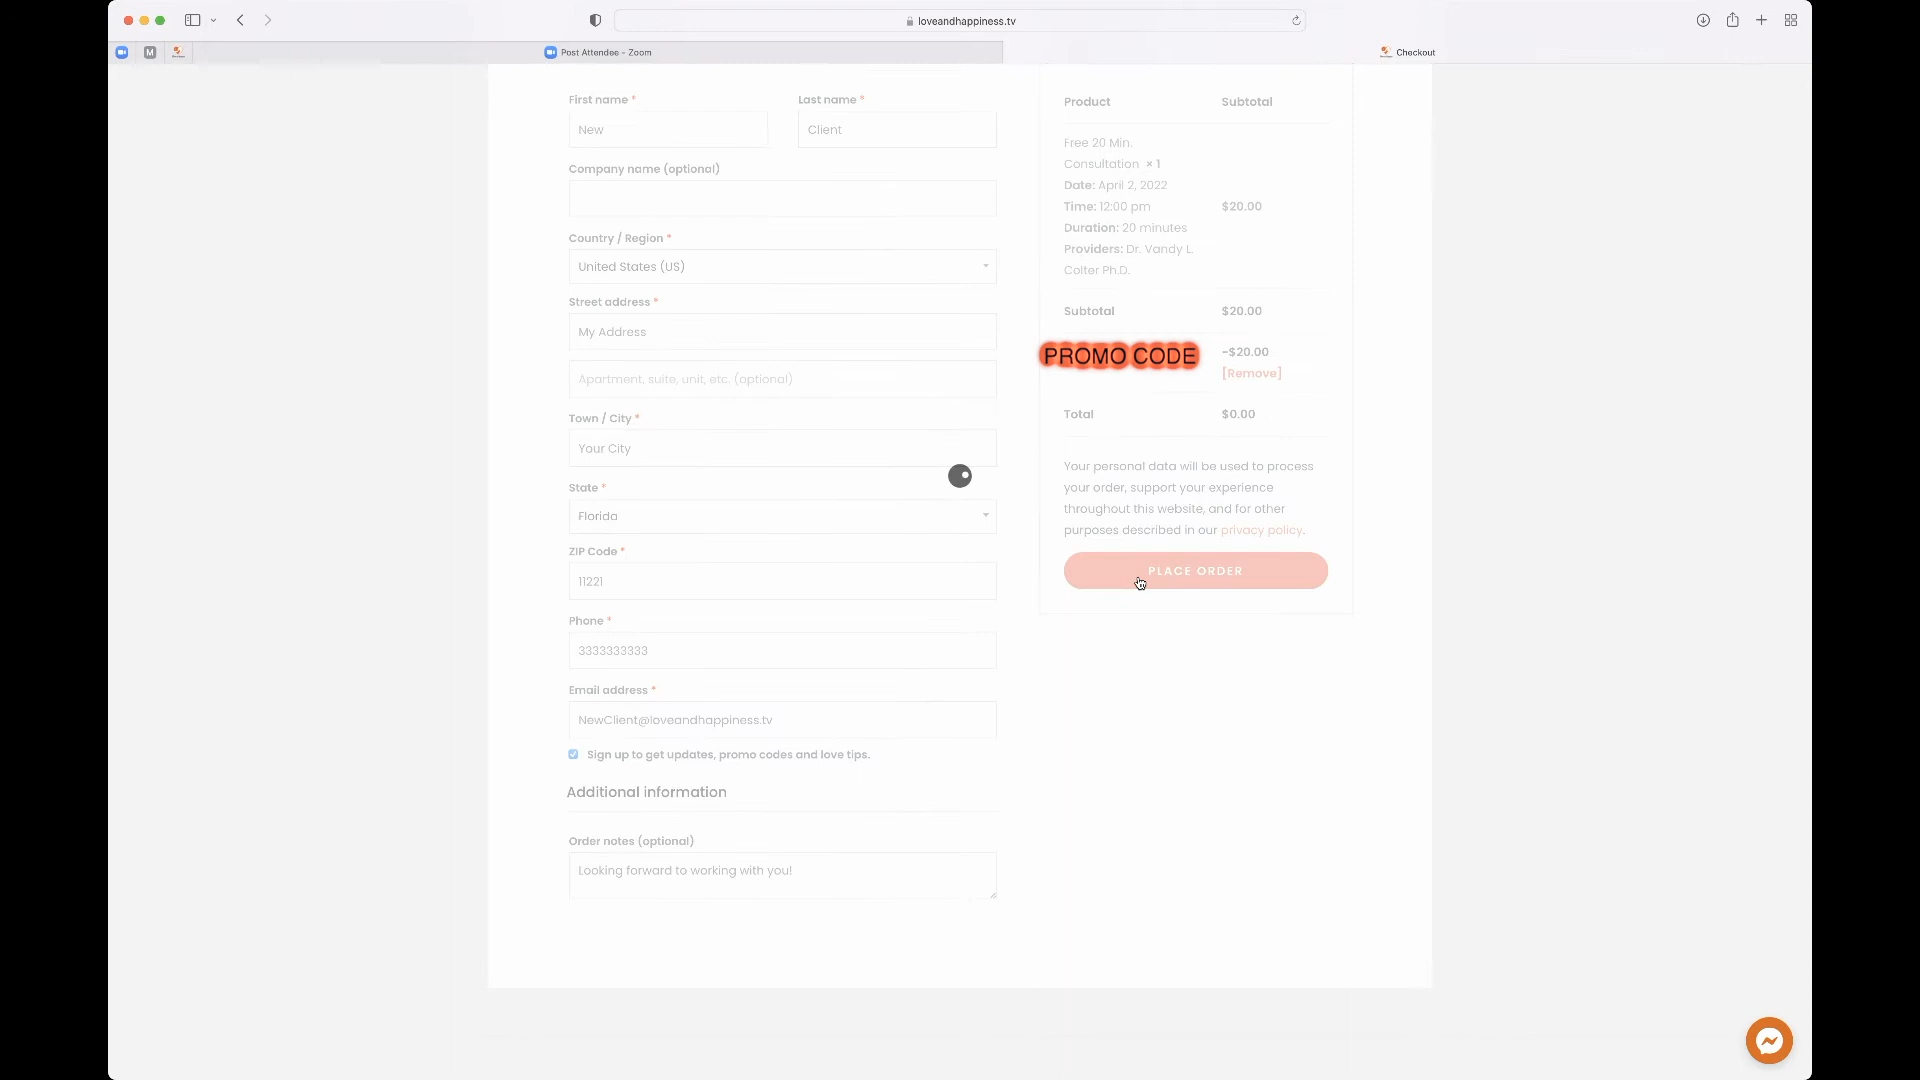 loveandhappiness.tv
M
Post Attendee - Zoom
Checkout
First name *
Last name *
New
Client
Company name (optional)
Country / Region *
United States (US)
Street address *
My Address
Apartment, suite, unit, etc. (optional)
Town / City *
Your City
State *
Florida
ZIP Code *
11221
Phone *
3333333333
Email address *
NewClient@loveandhappiness.tv
Sign up to get updates, promo codes and love tips.
Additional information
Order notes (optional)
Looking forward to working with you!
Product Subtotal
Free 20 Min.
Consultation × 1
Date: April 2, 2022
Time: 12:00 pm
$20.00
Duration: 20 minutes
Providers: Dr. Vandy L.
Colter Ph.D.
Subtotal $20.00
PROMO CODE
-$20.00
[Remove]
Total $0.00
Your personal data will be used to process
your order, support your experience
throughout this website, and for other
purposes described in our privacy policy.
PLACE ORDER